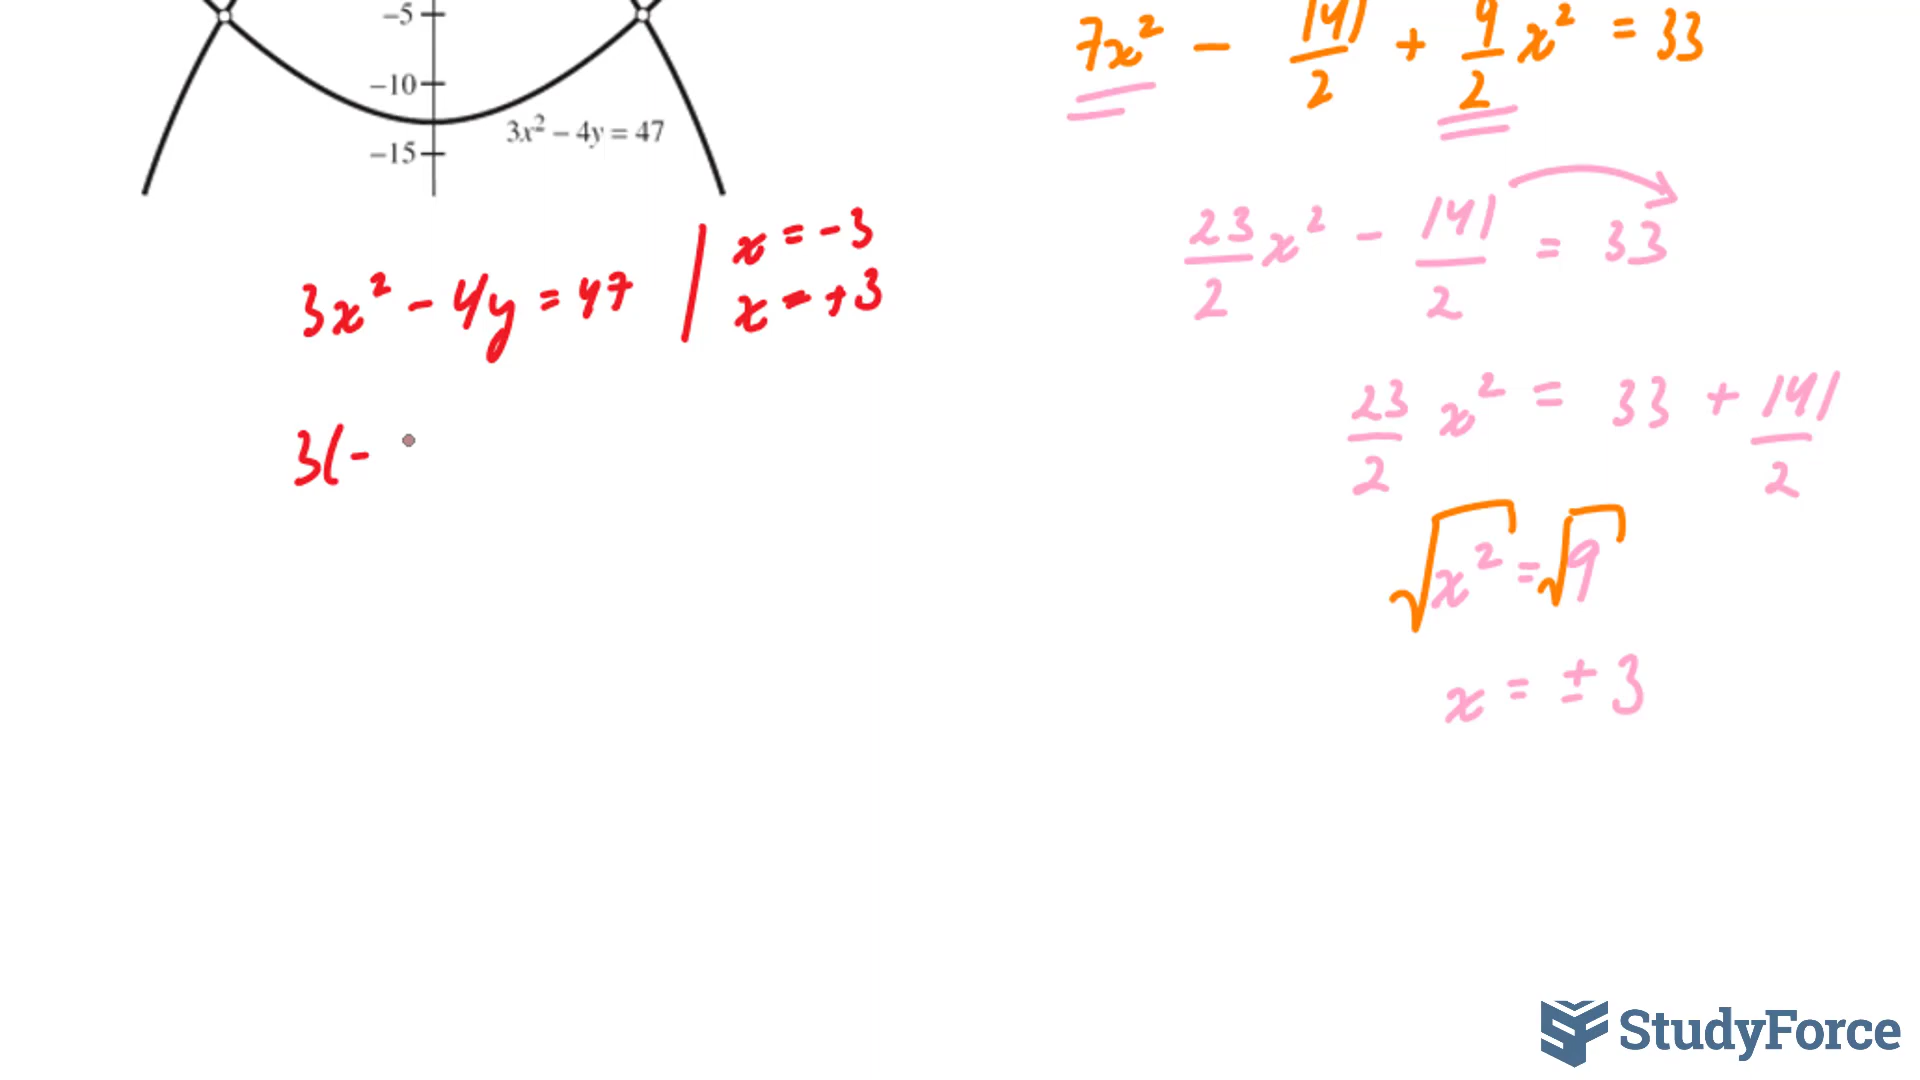 −5
−10
−15
3x² − 4y = 47
3x² - 4y = 47 | x = -3
x = +3
3(-
7x² - 141/2 + 9/2 x² = 33
23/2 x² - 141/2 = 33
23/2 x² = 33 + 141/2
√x² = √9
x = ± 3
StudyForce